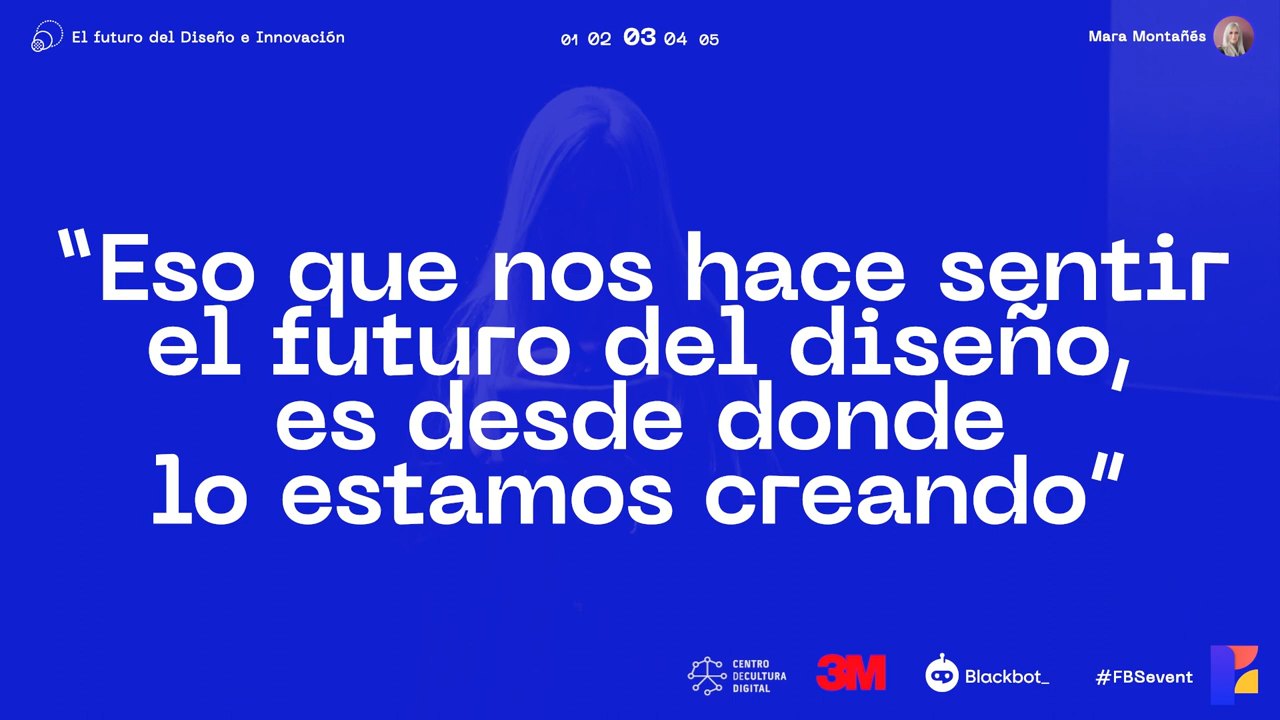 El futuro del Diseño e Innovación
01 02 03 04 05
Mara Montañés
"Eso que nos hace sentir
el futuro del diseño,
es desde donde
lo estamos creando"
CENTRO
DECULTURA
DIGITAL
3M
Blackbot_
#FBSevent